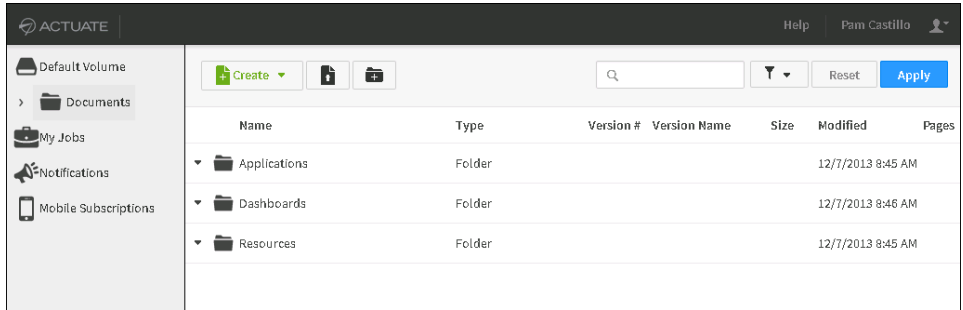 ACTUATE
Help Pam Castillo
Default Volume
Documents
My Jobs
Notifications
Mobile Subscriptions
Create
Reset
Apply
Name Type Version # Version Name Size Modified Pages
Applications Folder 12/7/2013 8:45 AM
Dashboards Folder 12/7/2013 8:46 AM
Resources Folder 12/7/2013 8:45 AM